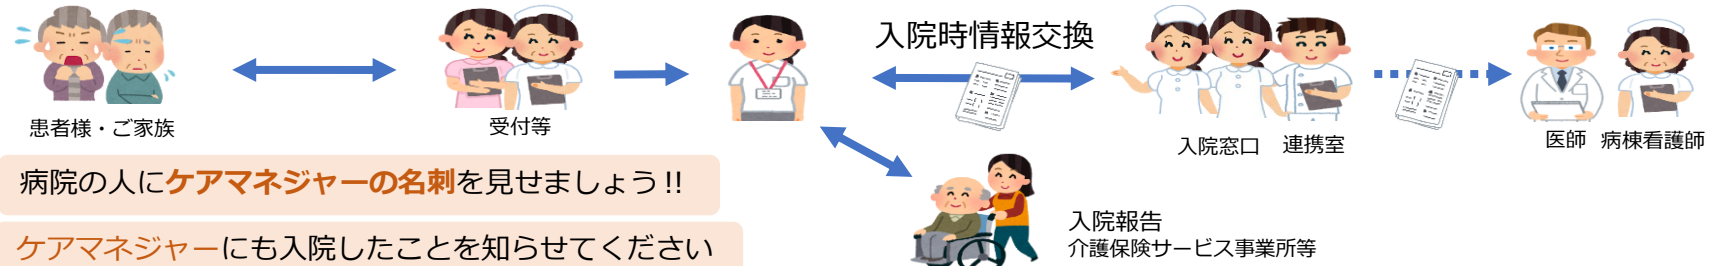 入院時情報交換
患者様・ご家族
受付等
入院窓口 連携室
医師 病棟看護師
病院の人にケアマネジャーの名刺を見せましょう!!
入院報告
介護保険サービス事業所等
ケアマネジャーにも入院したことを知らせてください